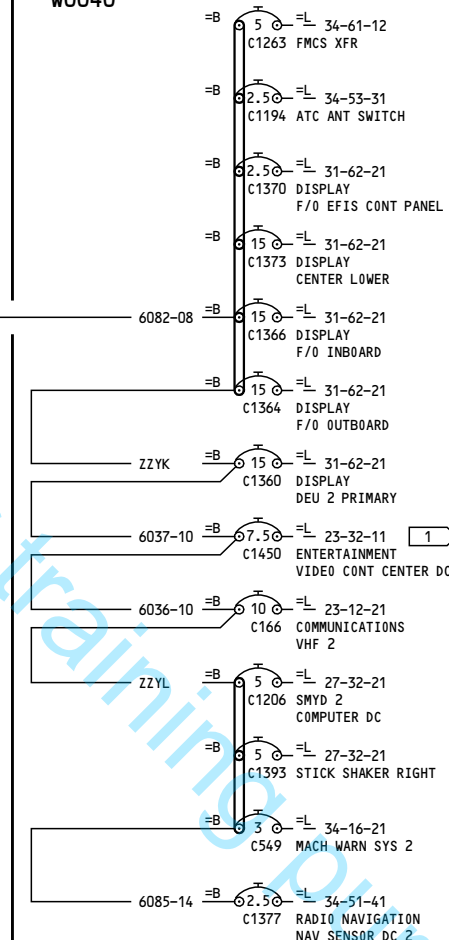 W0040
=B 5 =L 34-61-12
C1263 FMCS XFR
=B 2.5 =L 34-53-31
C1194 ATC ANT SWITCH
=B 2.5 =L 31-62-21
C1370 DISPLAY
F/O EFIS CONT PANEL
=B 15 =L 31-62-21
C1373 DISPLAY
CENTER LOWER
6082-08 =B 15 =L 31-62-21
C1366 DISPLAY
F/O INBOARD
=B 15 =L 31-62-21
C1364 DISPLAY
F/O OUTBOARD
ZZYK =B 15 =L 31-62-21
C1360 DISPLAY
DEU 2 PRIMARY
6037-10 =B 7.5 =L 23-32-11 1
C1450 ENTERTAINMENT
VIDEO CONT CENTER DC
6036-10 =B 10 =L 23-12-21
C166 COMMUNICATIONS
VHF 2
ZZYL =B 5 =L 27-32-21
C1206 SMYD 2
COMPUTER DC
=B 5 =L 27-32-21
C1393 STICK SHAKER RIGHT
=B 3 =L 34-16-21
C549 MACH WARN SYS 2
6085-14 =B 2.5 =L 34-51-41
C1377 RADIO NAVIGATION
NAV SENSOR DC 2
training pur